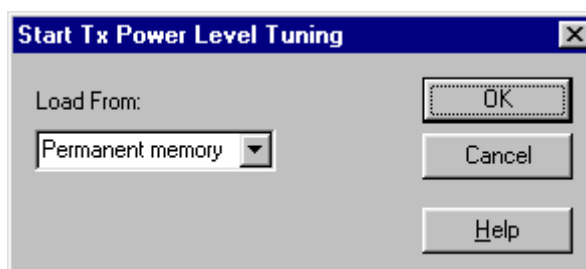 Start Tx Power Level Tuning
Load From:
Permanent memory
OK
Cancel
Help